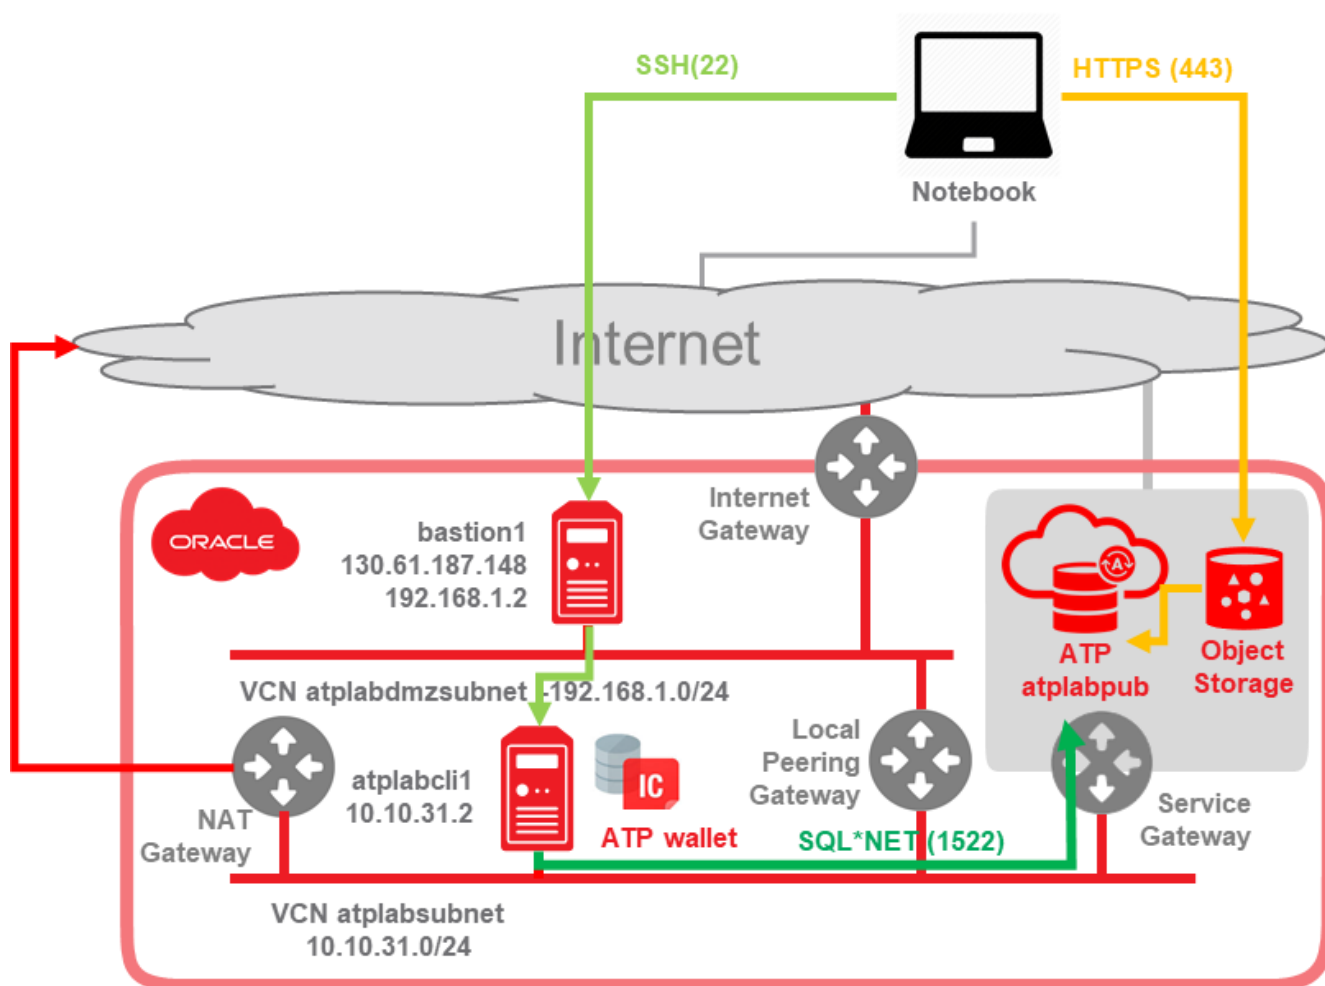 SSH(22)
HTTPS (443)
Notebook
Internet
Internet
Gateway
ORACLE
bastion1
130.61.187.148
192.168.1.2
A
ATP
atplabpub
Object
Storage
VCN atplabdmzsubnet -192.168.1.0/24
Local
Peering
Gateway
atplabcli1
10.10.31.2
IC
NAT
Gateway
ATP wallet
SQL*NET (1522)
Service
Gateway
VCN atplabsubnet
10.10.31.0/24